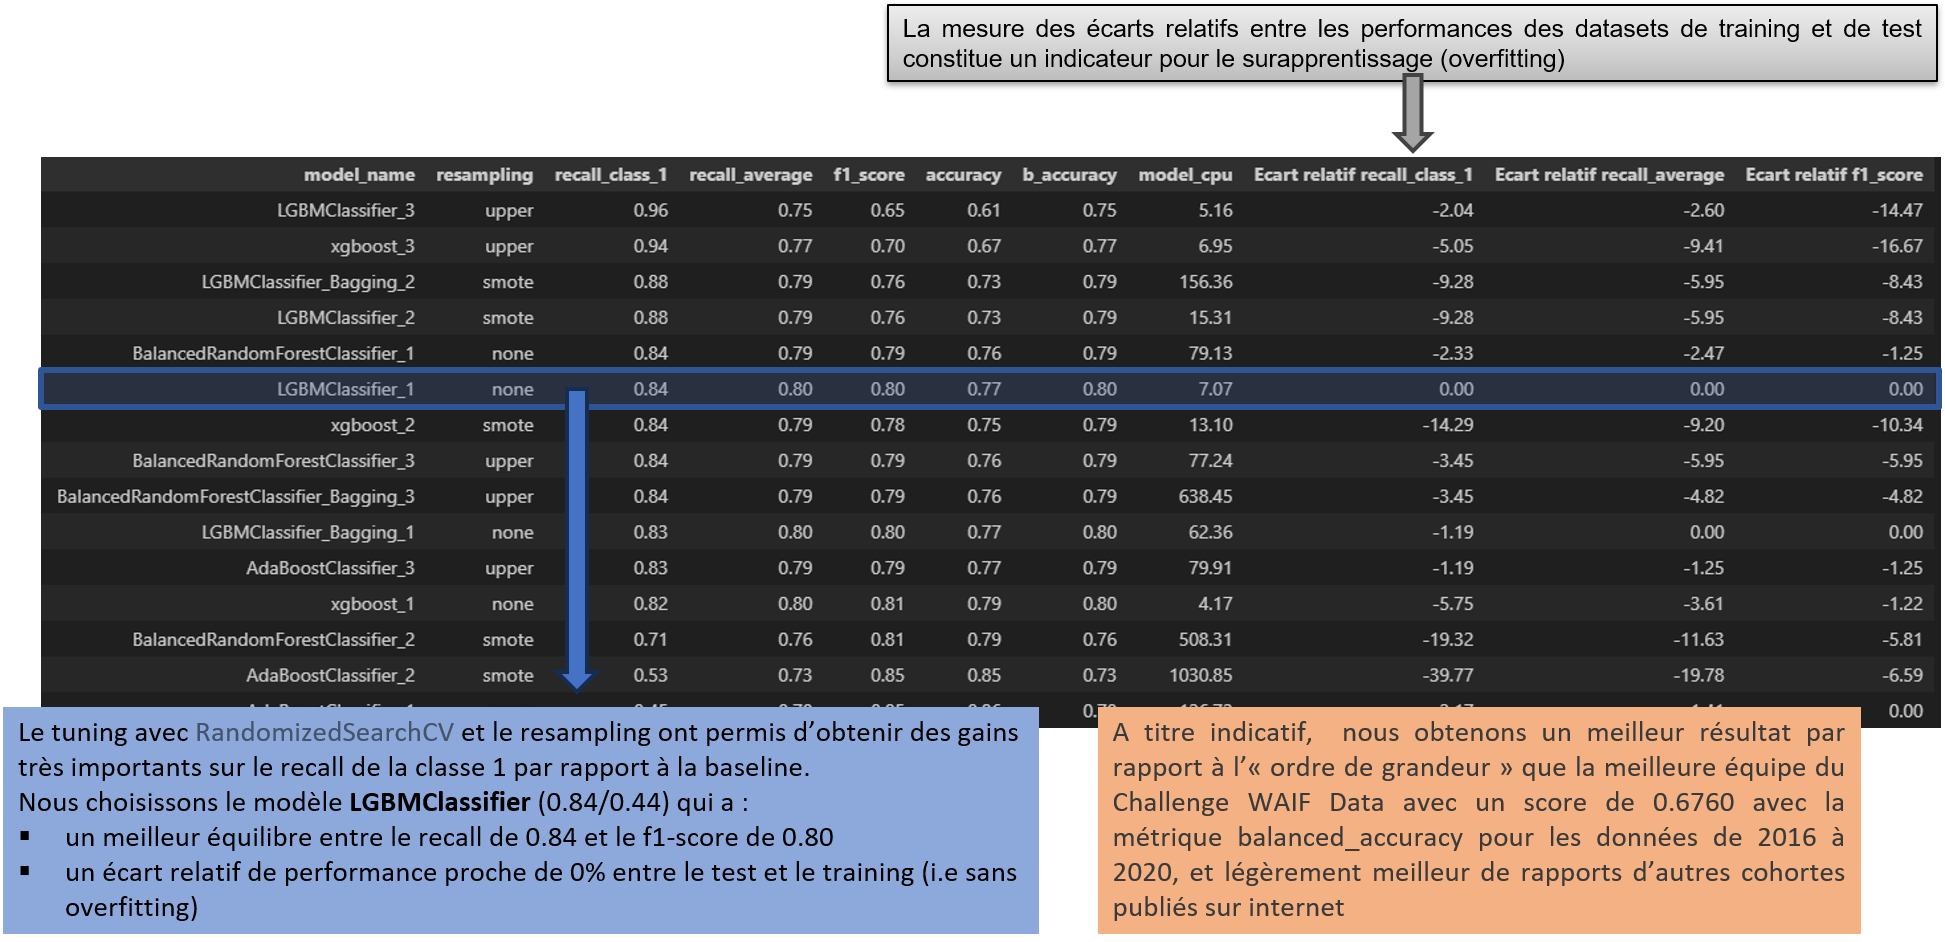 La mesure des écarts relatifs entre les performances des datasets de training et de test
constitue un indicateur pour le surapprentissage (overfitting)
model_name resampling recall_class_1 recall_average f1_score accuracy b_accuracy model_cpu Ecart relatif recall_class_1 Ecart relatif recall_average Ecart relatif f1_score
LGBMClassifier_3 upper 0.96 0.75 0.65 0.61 0.75 5.16 -2.04 -2.60 -14.47
xgboost_3 upper 0.94 0.77 0.70 0.67 0.77 6.95 -5.05 -9.41 -16.67
LGBMClassifier_Bagging_2 smote 0.88 0.79 0.76 0.73 0.79 156.36 -9.28 -5.95 -8.43
LGBMClassifier_2 smote 0.88 0.79 0.76 0.73 0.79 15.31 -9.28 -5.95 -8.43
BalancedRandomForestClassifier_1 none 0.84 0.79 0.79 0.76 0.79 79.13 -2.33 -2.47 -1.25
LGBMClassifier_1 none 0.84 0.80 0.80 0.77 0.80 7.07 0.00 0.00 0.00
xgboost_2 smote 0.84 0.79 0.78 0.75 0.79 13.10 -14.29 -9.20 -10.34
BalancedRandomForestClassifier_3 upper 0.84 0.79 0.79 0.76 0.79 77.24 -3.45 -5.95 -5.95
BalancedRandomForestClassifier_Bagging_3 upper 0.84 0.79 0.79 0.76 0.79 638.45 -3.45 -4.82 -4.82
LGBMClassifier_Bagging_1 none 0.83 0.80 0.80 0.77 0.80 62.36 -1.19 0.00 0.00
AdaBoostClassifier_3 upper 0.83 0.79 0.79 0.77 0.79 79.91 -1.19 -1.25 -1.25
xgboost_1 none 0.82 0.80 0.81 0.79 0.80 4.17 -5.75 -3.61 -1.22
BalancedRandomForestClassifier_2 smote 0.71 0.76 0.81 0.79 0.76 508.31 -19.32 -11.63 -5.81
AdaBoostClassifier_2 smote 0.53 0.73 0.85 0.85 0.73 1030.85 -39.77 -19.78 -6.59
0.00
Le tuning avec RandomizedSearchCV et le resampling ont permis d'obtenir des gains
très importants sur le recall de la classe 1 par rapport à la baseline.
Nous choisissons le modèle LGBMClassifier (0.84/0.44) qui a :
▪ un meilleur équilibre entre le recall de 0.84 et le f1-score de 0.80
▪ un écart relatif de performance proche de 0% entre le test et le training (i.e sans
overfitting)
A titre indicatif, nous obtenons un meilleur résultat par
rapport à l'« ordre de grandeur » que la meilleure équipe du
Challenge WAIF Data avec un score de 0.6760 avec la
métrique balanced_accuracy pour les données de 2016 à
2020, et légèrement meilleur de rapports d'autres cohortes
publiés sur internet